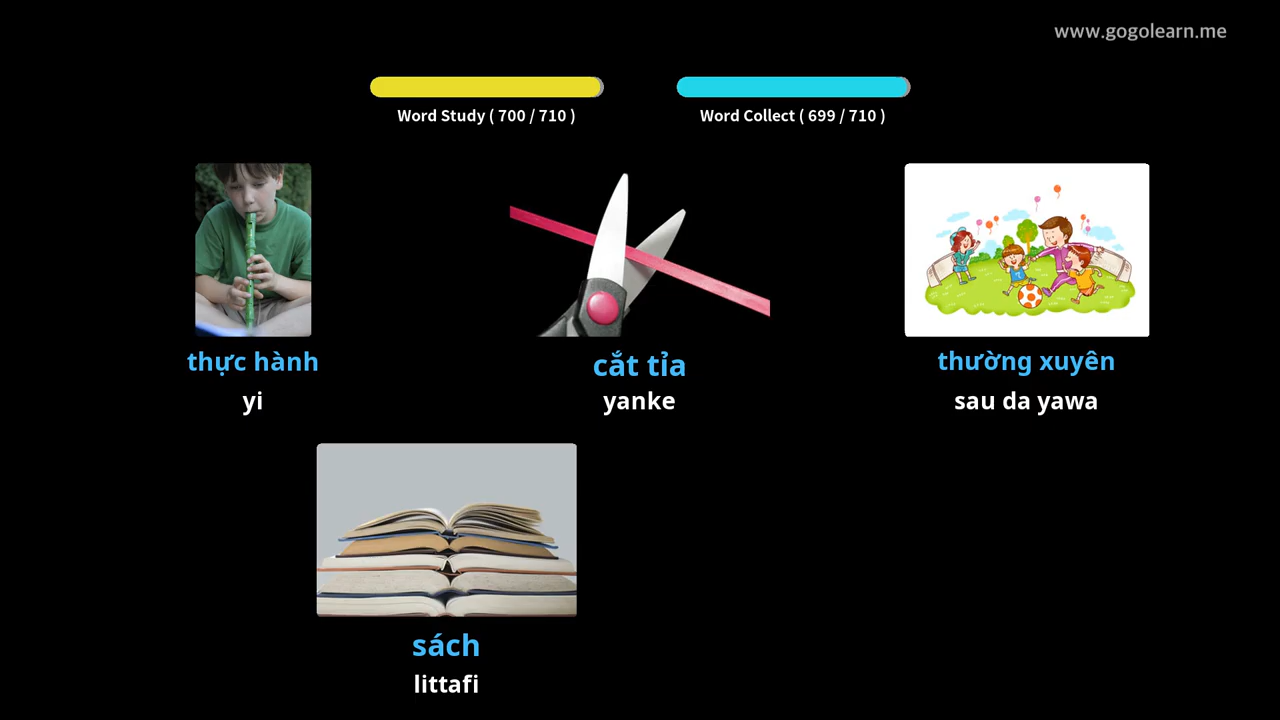 www.gogolearn.me
Word Study ( 700 / 710 )
Word Collect ( 699 / 710 )
thực hành
yi
cắt tỉa
yanke
thường xuyên
sau da yawa
sách
littafi